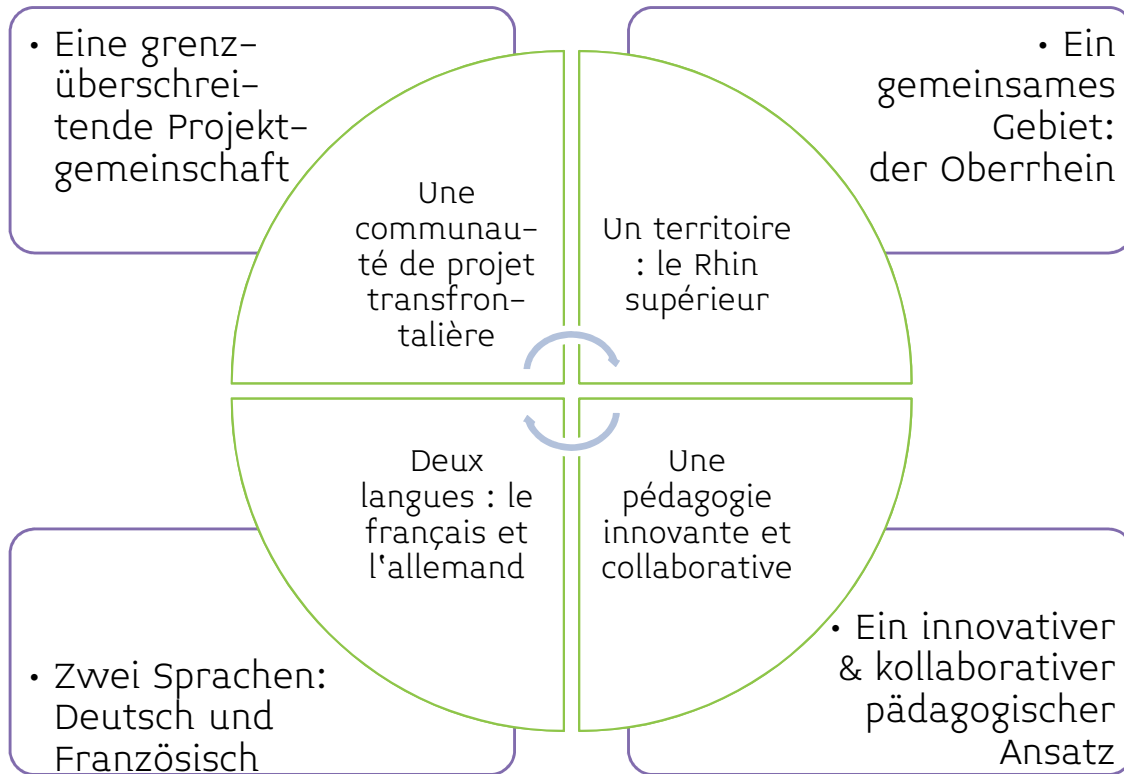 • Eine grenz-
überschrei-
tende Projekt-
gemeinschaft
• Ein
gemeinsames
Gebiet:
der Oberrhein
Une
communau-
té de projet
transfron-
talière
Un territoire
: le Rhin
supérieur
Deux
langues : le
français et
l'allemand
Une
pédagogie
innovante et
collaborative
• Zwei Sprachen:
Deutsch und
Französisch
• Ein innovativer
& kollaborativer
pädagogischer
Ansatz